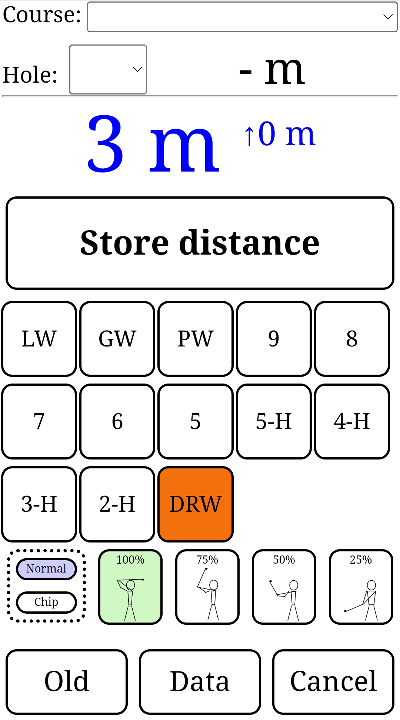 Course:
Hole: - m
3 m ↑0 m
Store distance
LW GW PW 9 8
7 6 5 5-H 4-H
3-H 2-H DRW
Normal 100% 75% 50% 25%
Chip
Old Data Cancel